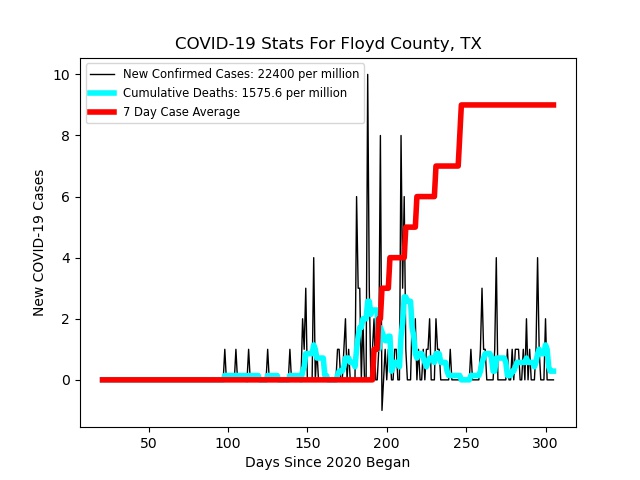 COVID-19 Stats For Floyd County, TX
New Confirmed Cases: 22400 per million
Cumulative Deaths: 1575.6 per million
7 Day Case Average
10
8
6
4
2
0
New COVID-19 Cases
50 100 150 200 250 300
Days Since 2020 Began